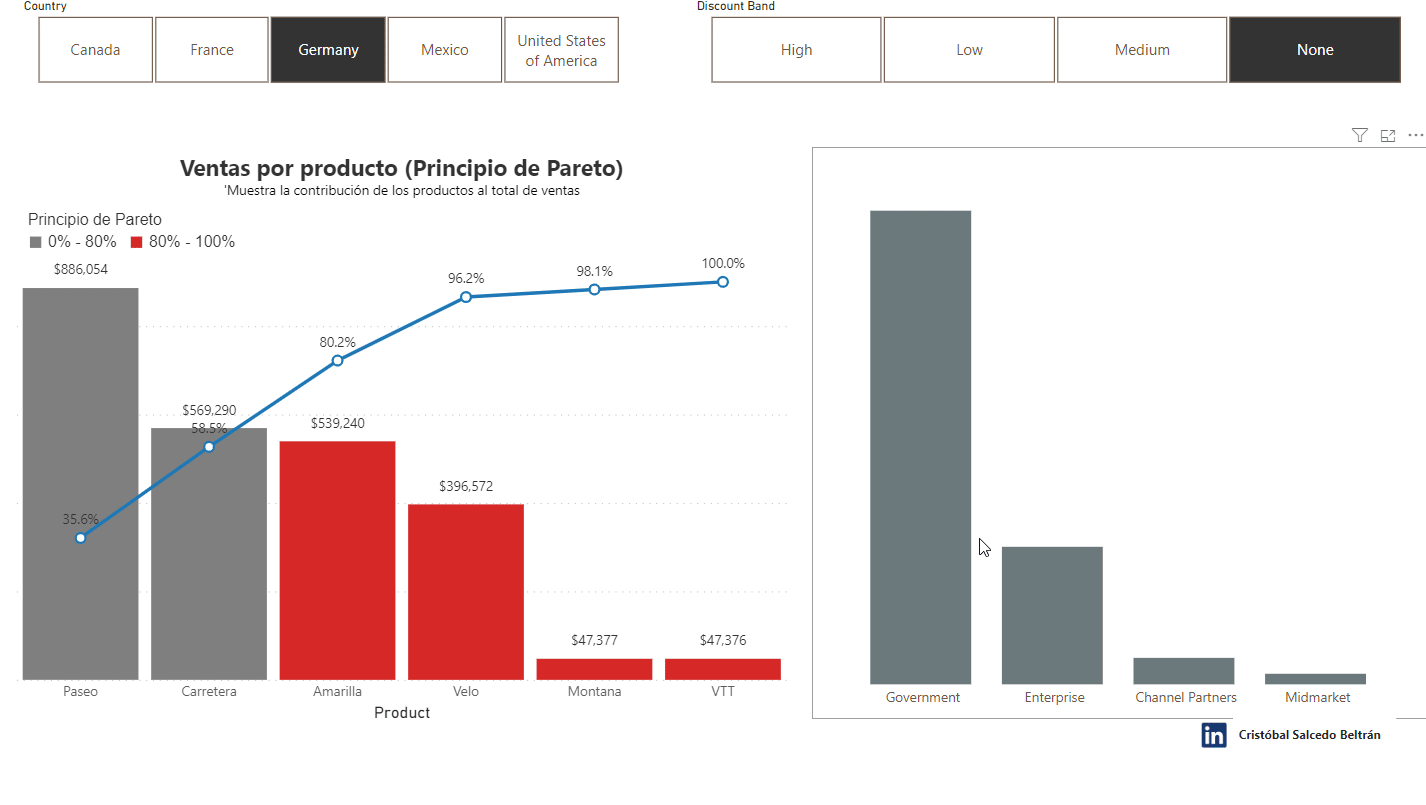 Country
Discount Band
Canada
France
Germany
Mexico
United States
of America
High
Low
Medium
None
Ventas por producto (Principio de Pareto)
'Muestra la contribución de los productos al total de ventas
Principio de Pareto
0% - 80%
80% - 100%
$886,054
$569,290
$539,240
$396,572
$47,377
$47,376
35.6%
58.5%
80.2%
96.2%
98.1%
100.0%
Paseo
Carretera
Amarilla
Velo
Montana
VTT
Product
Government
Enterprise
Channel Partners
Midmarket
in
Cristóbal Salcedo Beltrán